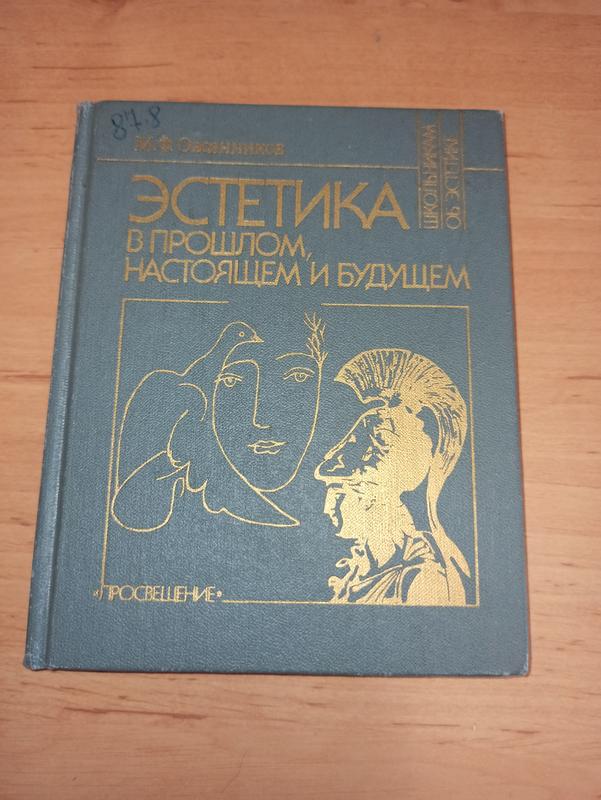 87.8
М. Ф. Овсянников
ШКОЛЬНИКАМ
ОБ ЭСТЕТИКЕ
ЭСТЕТИКА
В ПРОШЛОМ,
НАСТОЯЩЕМ И БУДУЩЕМ
«ПРОСВЕЩЕНИЕ»